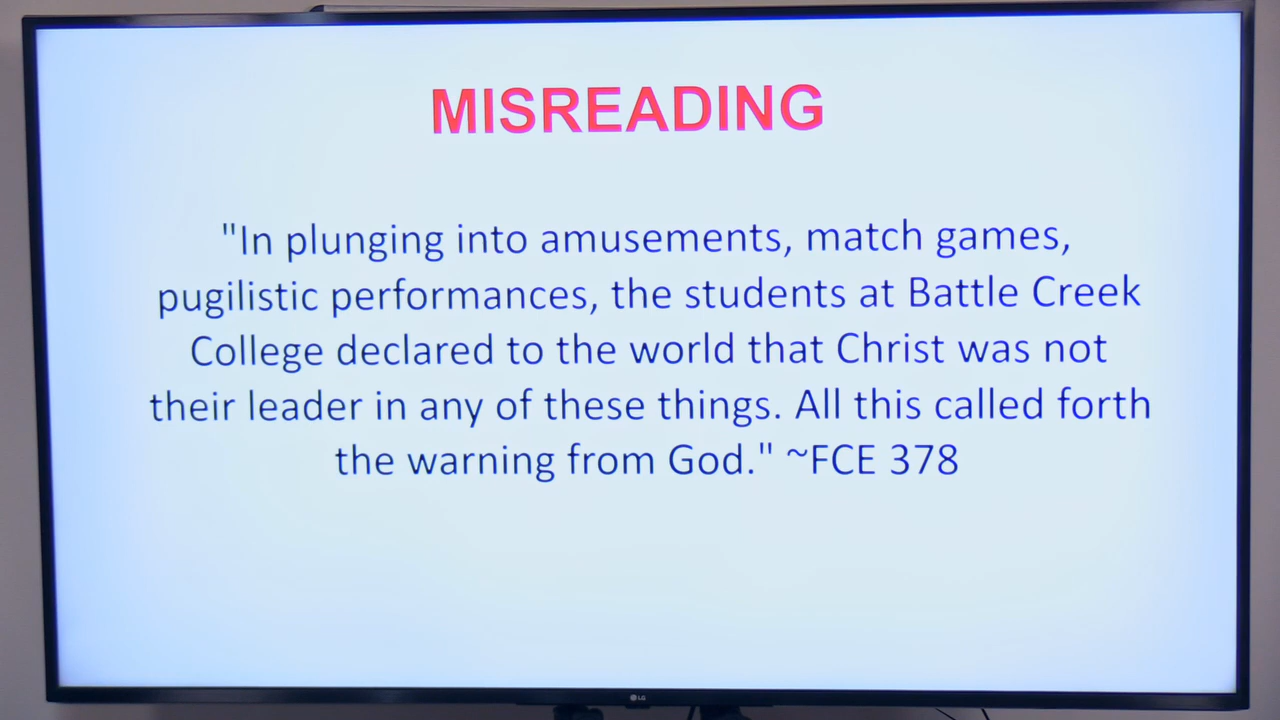 MISREADING
"In plunging into amusements, match games,
pugilistic performances, the students at Battle Creek
College declared to the world that Christ was not
their leader in any of these things. All this called forth
the warning from God." ~FCE 378
LG